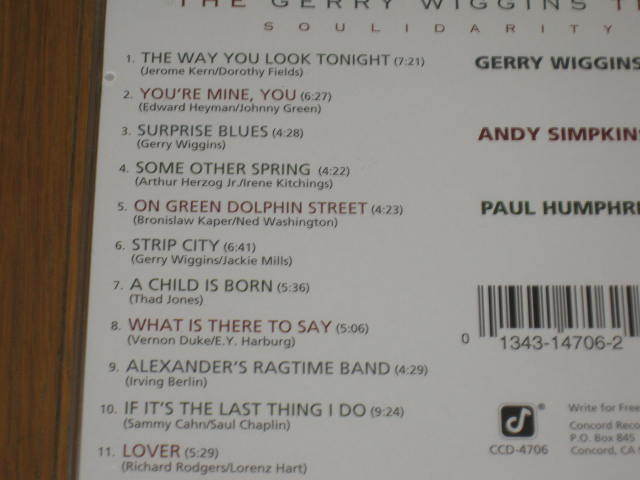 THE GERRY WIGGINS T
SOULIDARITY
1. THE WAY YOU LOOK TONIGHT (7:21)
(Jerome Kern/Dorothy Fields)
2. YOU'RE MINE, YOU (6:27)
(Edward Heyman/Johnny Green)
3. SURPRISE BLUES (4:28)
(Gerry Wiggins)
4. SOME OTHER SPRING (4:22)
(Arthur Herzog Jr./Irene Kitchings)
5. ON GREEN DOLPHIN STREET (4:23)
(Bronislaw Kaper/Ned Washington)
6. STRIP CITY (6:41)
(Gerry Wiggins/Jackie Mills)
7. A CHILD IS BORN (5:36)
(Thad Jones)
8. WHAT IS THERE TO SAY (5:06)
(Vernon Duke/E.Y. Harburg)
9. ALEXANDER'S RAGTIME BAND (4:29)
(Irving Berlin)
10. IF IT'S THE LAST THING I DO (9:24)
(Sammy Cahn/Saul Chaplin)
11. LOVER (5:29)
(Richard Rodgers/Lorenz Hart)
GERRY WIGGINS
ANDY SIMPKINS
PAUL HUMPHRE
0 1343-14706-2
®
CCD-4706
Write for Free
Concord Reco
P.O. Box 845
Concord, CA